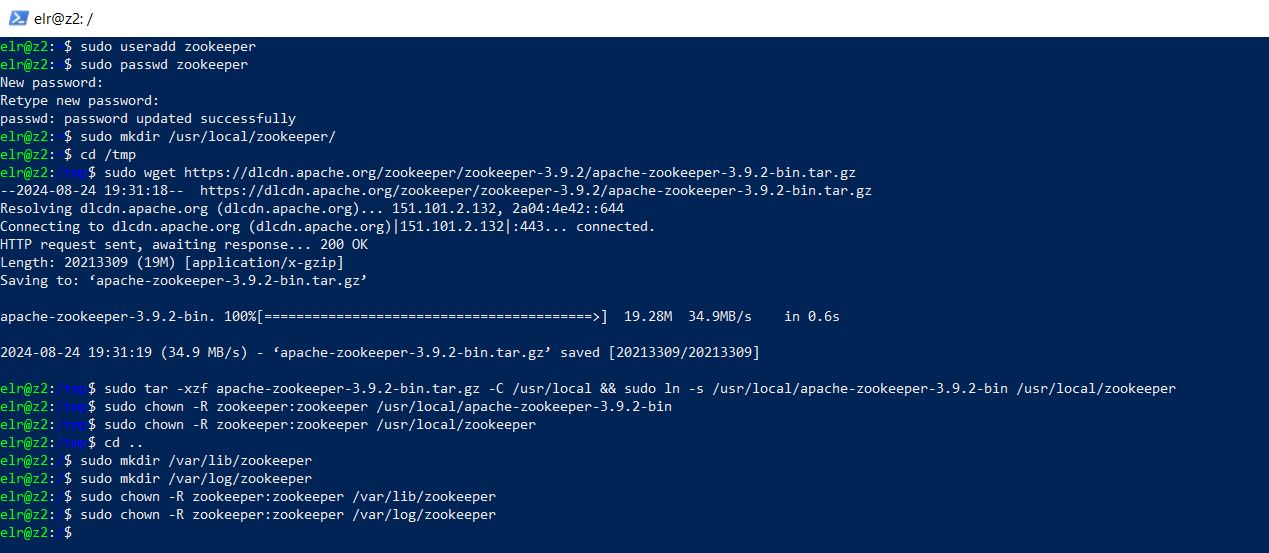 elr@z2: /
elr@z2:~$ sudo useradd zookeeper
elr@z2:~$ sudo passwd zookeeper
New password:
Retype new password:
passwd: password updated successfully
elr@z2:~$ sudo mkdir /usr/local/zookeeper/
elr@z2:~$ cd /tmp
elr@z2:/tmp$ sudo wget https://dlcdn.apache.org/zookeeper/zookeeper-3.9.2/apache-zookeeper-3.9.2-bin.tar.gz
--2024-08-24 19:31:18--  https://dlcdn.apache.org/zookeeper/zookeeper-3.9.2/apache-zookeeper-3.9.2-bin.tar.gz
Resolving dlcdn.apache.org (dlcdn.apache.org)... 151.101.2.132, 2a04:4e42::644
Connecting to dlcdn.apache.org (dlcdn.apache.org)|151.101.2.132|:443... connected.
HTTP request sent, awaiting response... 200 OK
Length: 20213309 (19M) [application/x-gzip]
Saving to: ‘apache-zookeeper-3.9.2-bin.tar.gz’
apache-zookeeper-3.9.2-bin. 100%[=========================================>]  19.28M  34.9MB/s    in 0.6s
2024-08-24 19:31:19 (34.9 MB/s) - ‘apache-zookeeper-3.9.2-bin.tar.gz’ saved [20213309/20213309]
elr@z2:/tmp$ sudo tar -xzf apache-zookeeper-3.9.2-bin.tar.gz -C /usr/local && sudo ln -s /usr/local/apache-zookeeper-3.9.2-bin /usr/local/zookeeper
elr@z2:/tmp$ sudo chown -R zookeeper:zookeeper /usr/local/apache-zookeeper-3.9.2-bin
elr@z2:/tmp$ sudo chown -R zookeeper:zookeeper /usr/local/zookeeper
elr@z2:/tmp$ cd ..
elr@z2:/$ sudo mkdir /var/lib/zookeeper
elr@z2:/$ sudo mkdir /var/log/zookeeper
elr@z2:/$ sudo chown -R zookeeper:zookeeper /var/lib/zookeeper
elr@z2:/$ sudo chown -R zookeeper:zookeeper /var/log/zookeeper
elr@z2:/$